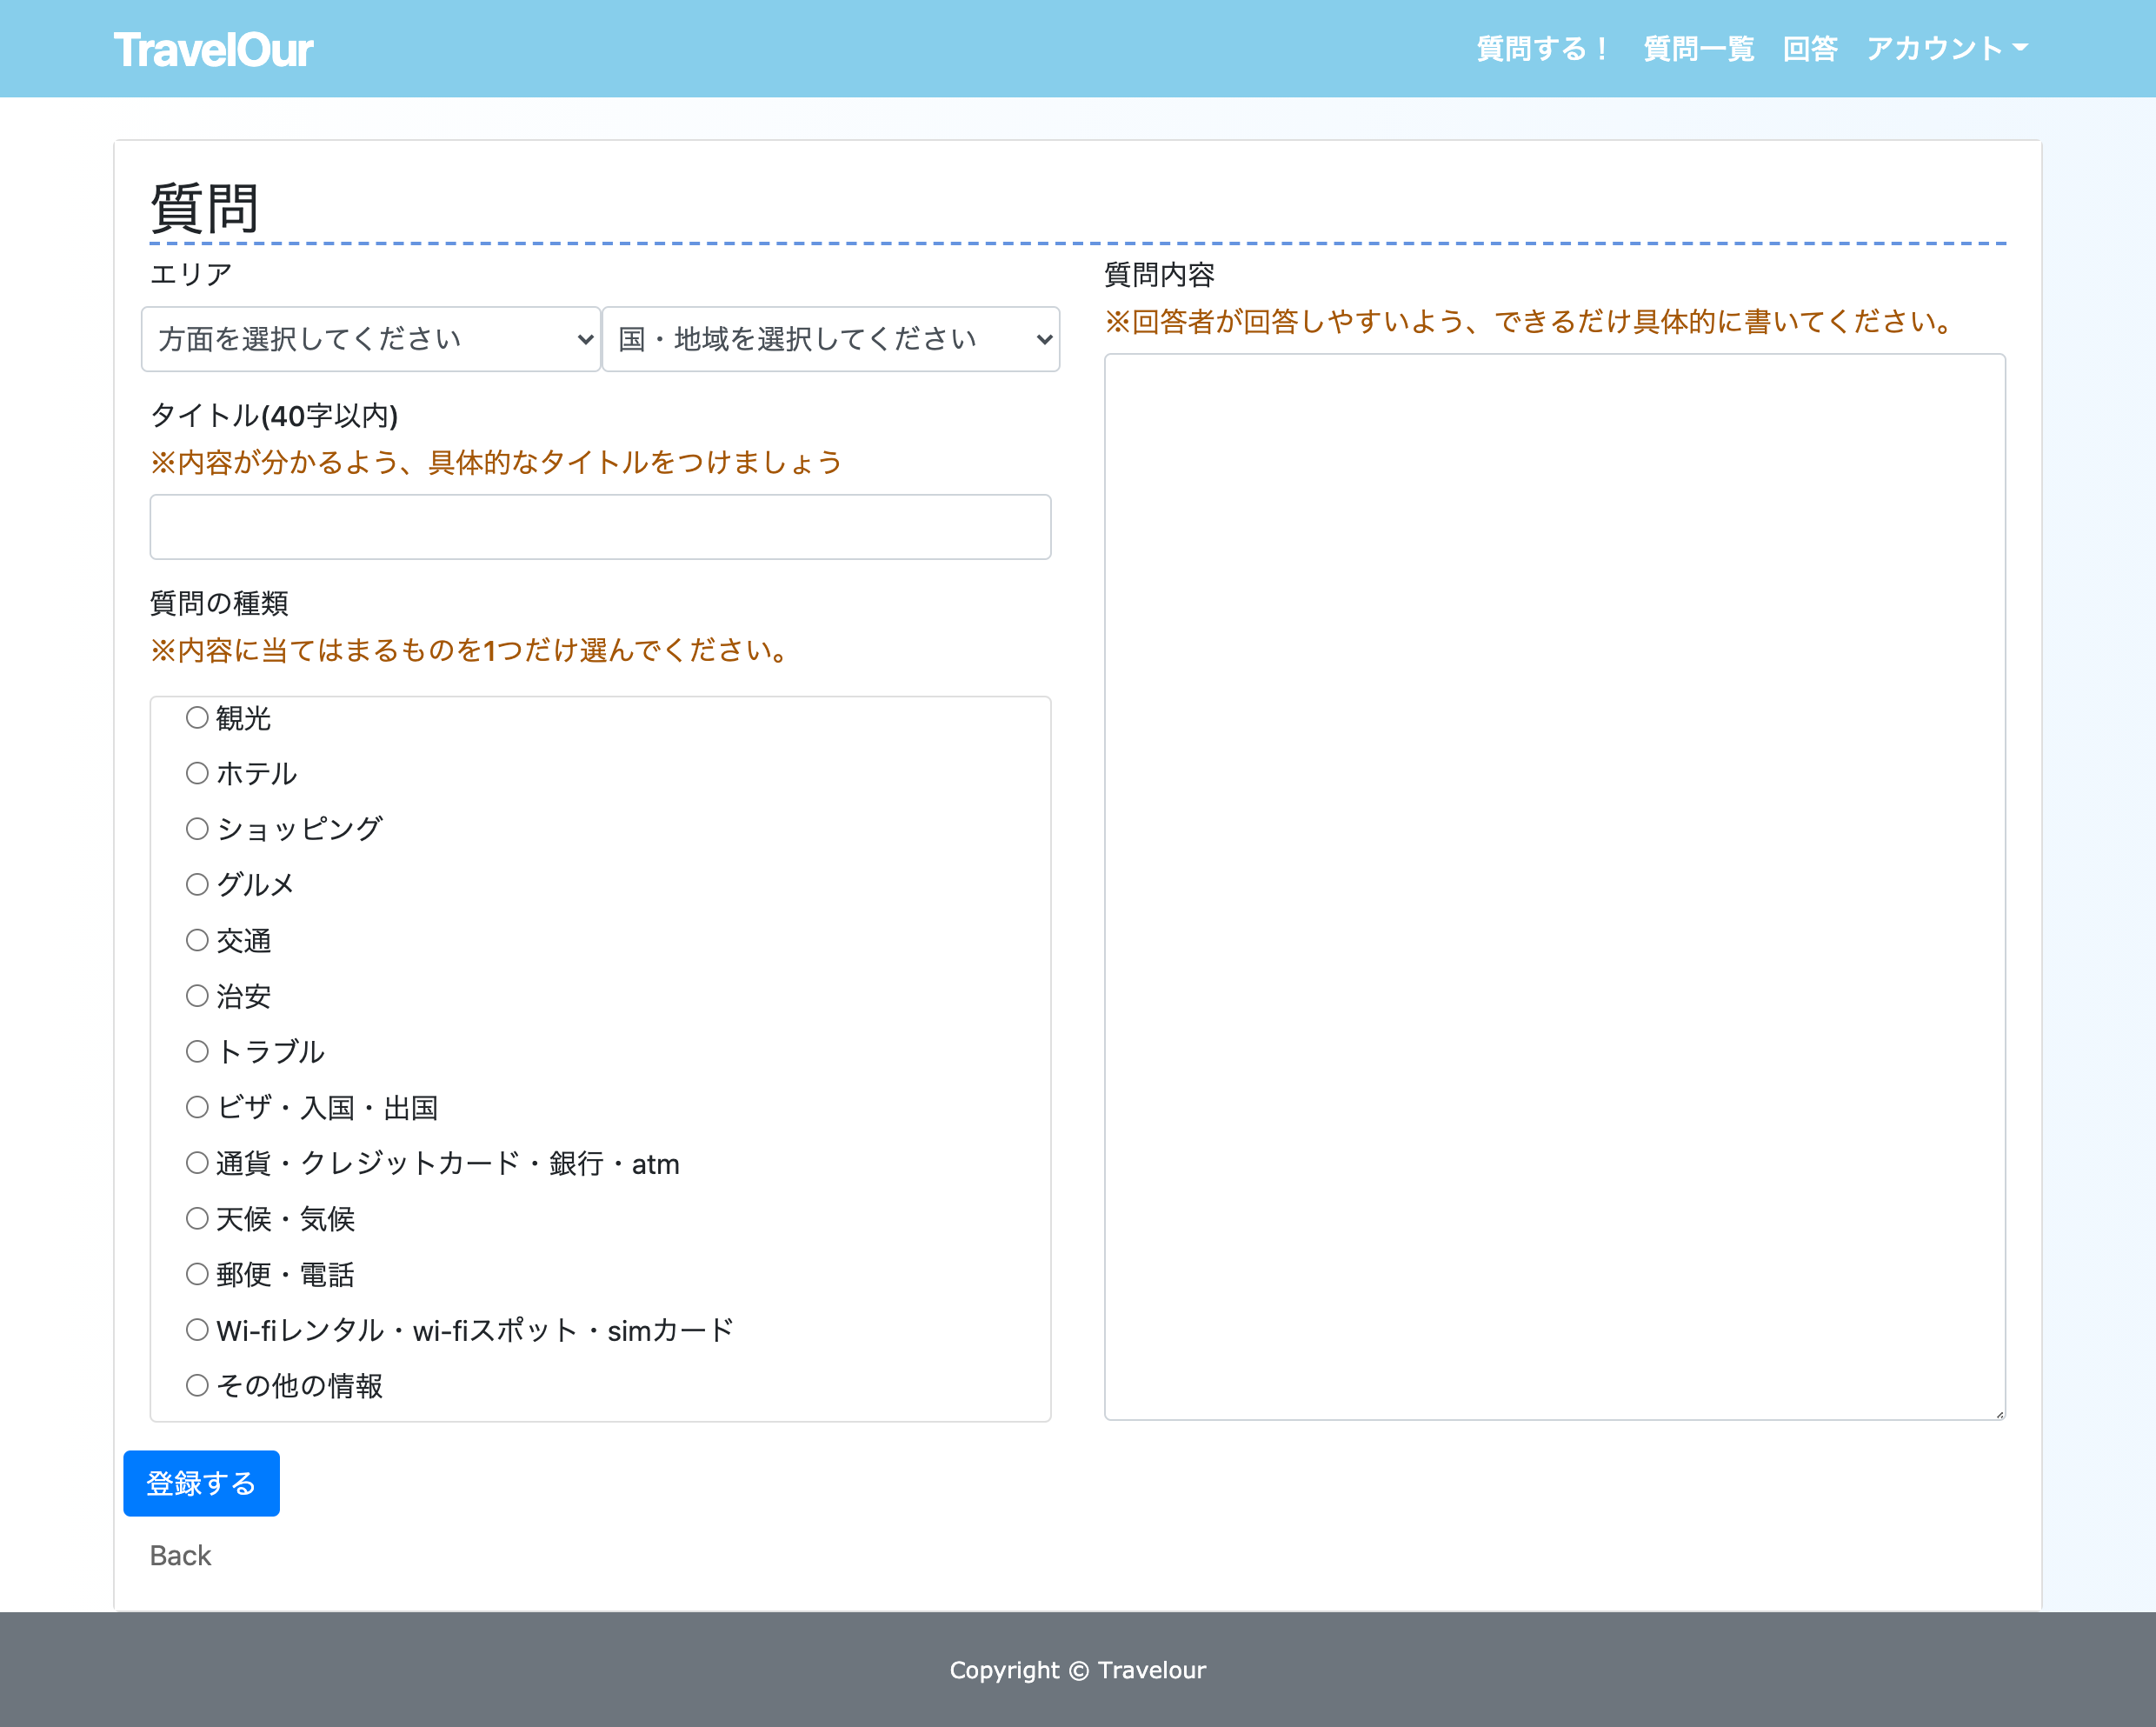 TravelOur
質問する！ 質問一覧 回答 アカウント
質問
エリア
方面を選択してください 国・地域を選択してください
タイトル(40字以内)
※内容が分かるよう、具体的なタイトルをつけましょう
質問の種類
※内容に当てはまるものを1つだけ選んでください。
観光
ホテル
ショッピング
グルメ
交通
治安
トラブル
ビザ・入国・出国
通貨・クレジットカード・銀行・atm
天候・気候
郵便・電話
Wi-fiレンタル・wi-fiスポット・simカード
その他の情報
質問内容
※回答者が回答しやすいよう、できるだけ具体的に書いてください。
登録する
Back
Copyright © Travelour